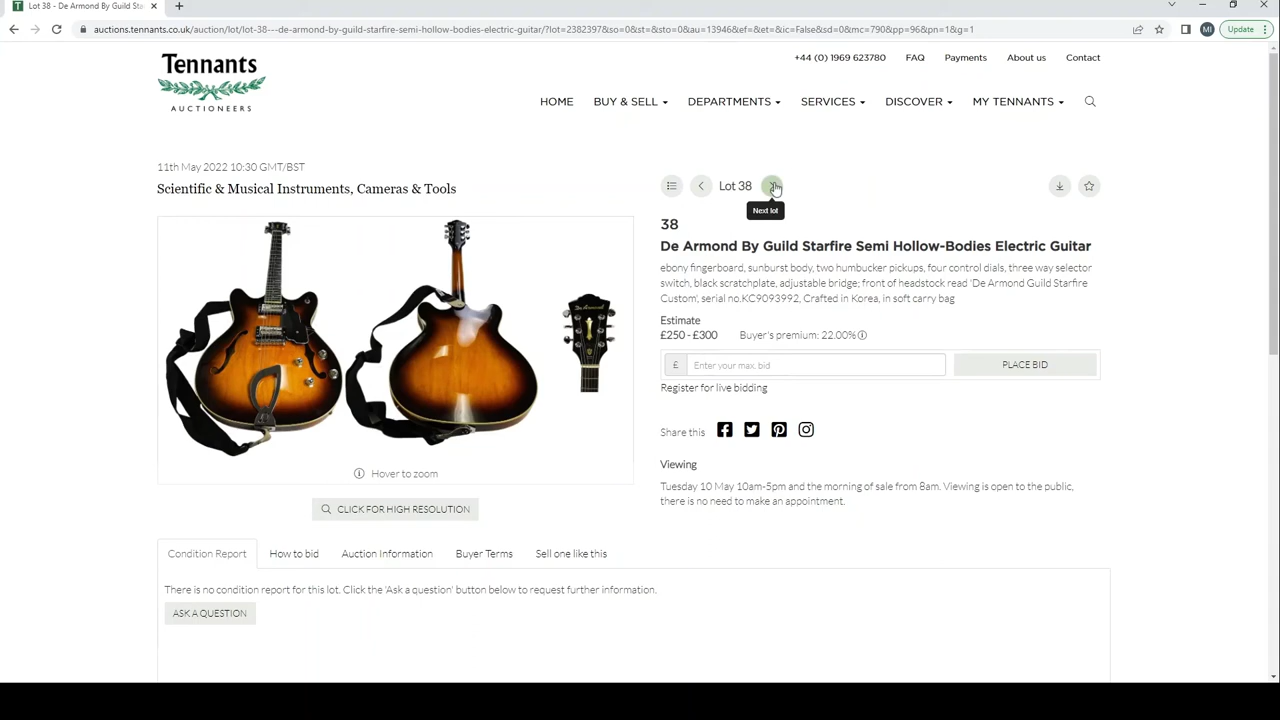 Lot 38 - De Armond By Guild Sta
auctions.tennants.co.uk/auction/lot/lot-38---de-armond-by-guild-starfire-semi-hollow-bodies-electric-guitar/?lot=2382397&so=0&st=&sto=0&au=13946&ef=&et=&ic=False&sd=0&mc=790&pp=96&pn=1&g=1
MI
Update
Tennants
AUCTIONEERS
+44 (0) 1969 623780 FAQ Payments About us Contact
HOME BUY & SELL DEPARTMENTS SERVICES DISCOVER MY TENNANTS
11th May 2022 10:30 GMT/BST
Scientific & Musical Instruments, Cameras & Tools
Lot 38
Next lot
38
De Armond By Guild Starfire Semi Hollow-Bodies Electric Guitar
ebony fingerboard, sunburst body, two humbucker pickups, four control dials, three way selector
switch, black scratchplate, adjustable bridge; front of headstock read 'De Armond Guild Starfire
Custom', serial no.KC9093992, Crafted in Korea, in soft carry bag
Estimate
£250 - £300 Buyer's premium: 22.00%
£ Enter your max. bid PLACE BID
Register for live bidding
Share this
Viewing
Tuesday 10 May 10am-5pm and the morning of sale from 8am. Viewing is open to the public,
there is no need to make an appointment.
De Armond
Hover to zoom
CLICK FOR HIGH RESOLUTION
Condition Report How to bid Auction Information Buyer Terms Sell one like this
There is no condition report for this lot. Click the 'Ask a question' button below to request further information.
ASK A QUESTION